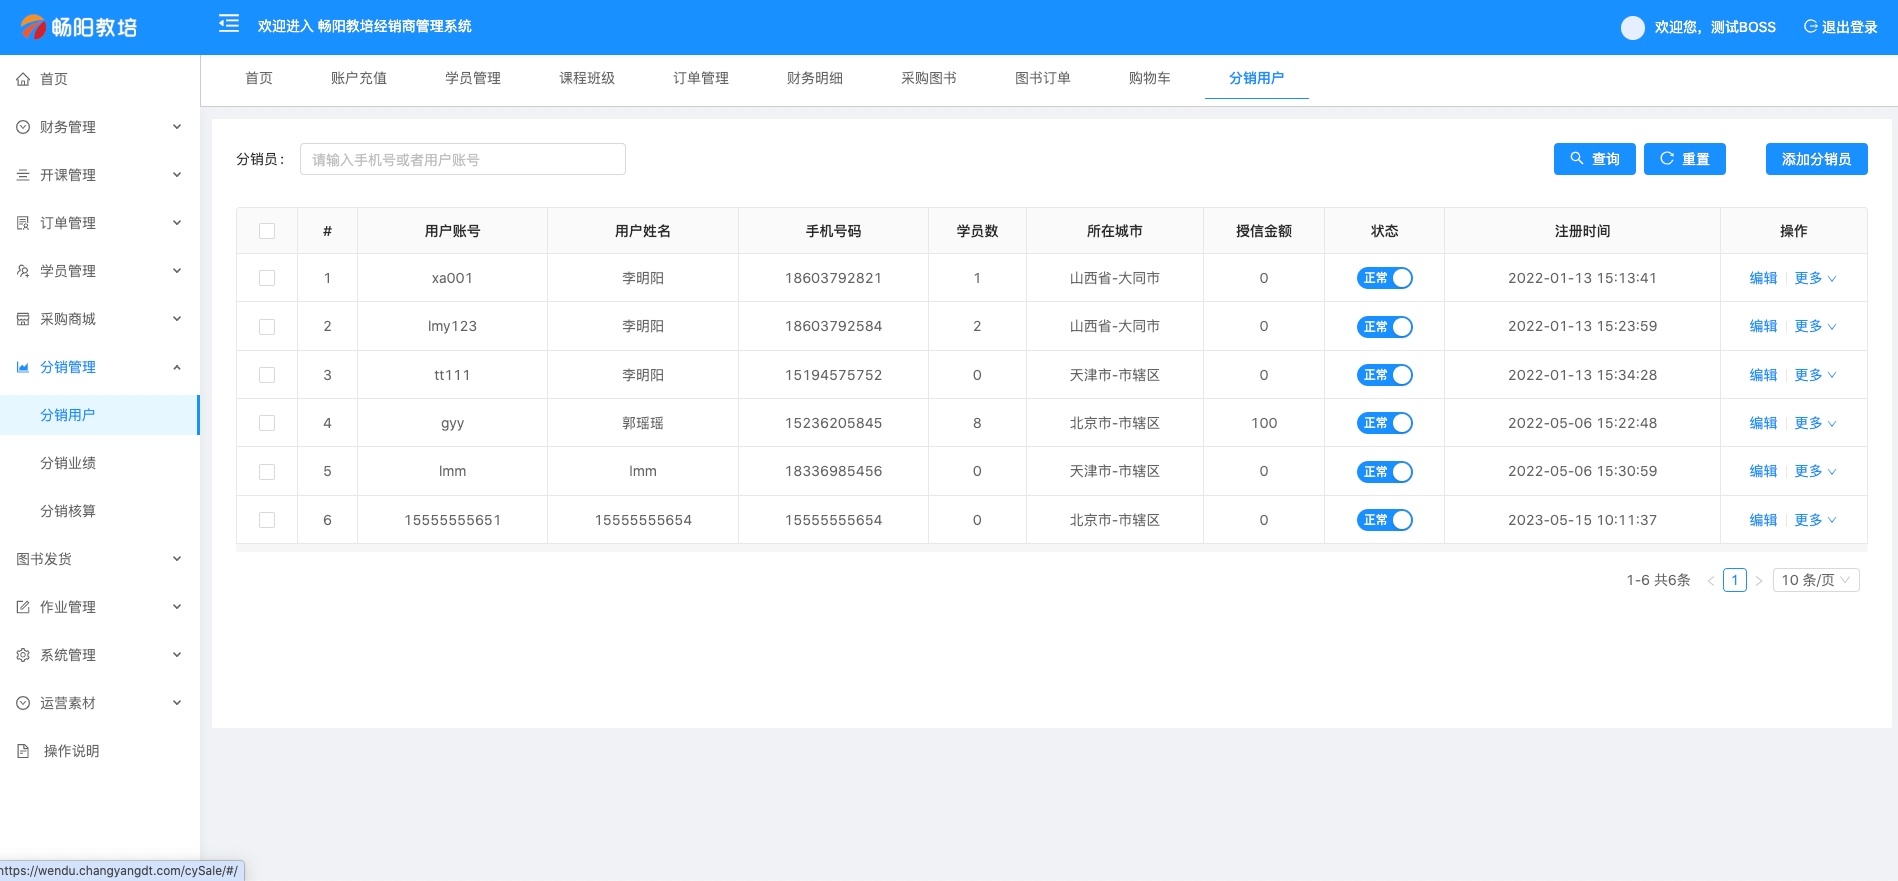 畅阳教培
欢迎进入 畅阳教培经销商管理系统
欢迎您，测试BOSS
退出登录
首页
财务管理
开课管理
订单管理
学员管理
采购商城
分销管理
分销用户
分销业绩
分销核算
图书发货
作业管理
系统管理
运营素材
操作说明
首页 账户充值 学员管理 课程班级 订单管理 财务明细 采购图书 图书订单 购物车 分销用户
分销员： 请输入手机号或者用户账号 查询 重置 添加分销员
# 用户账号 用户姓名 手机号码 学员数 所在城市 授信金额 状态 注册时间 操作
1 xa001 李明阳 18603792821 1 山西省-大同市 0 正常 2022-01-13 15:13:41 编辑 更多
2 lmy123 李明阳 18603792584 2 山西省-大同市 0 正常 2022-01-13 15:23:59 编辑 更多
3 tt111 李明阳 15194575752 0 天津市-市辖区 0 正常 2022-01-13 15:34:28 编辑 更多
4 gyy 郭瑶瑶 15236205845 8 北京市-市辖区 100 正常 2022-05-06 15:22:48 编辑 更多
5 lmm lmm 18336985456 0 天津市-市辖区 0 正常 2022-05-06 15:30:59 编辑 更多
6 15555555651 15555555654 15555555654 0 北京市-市辖区 0 正常 2023-05-15 10:11:37 编辑 更多
1-6 共6条 1 10 条/页
https://wendu.changyangdt.com/cySale/#/